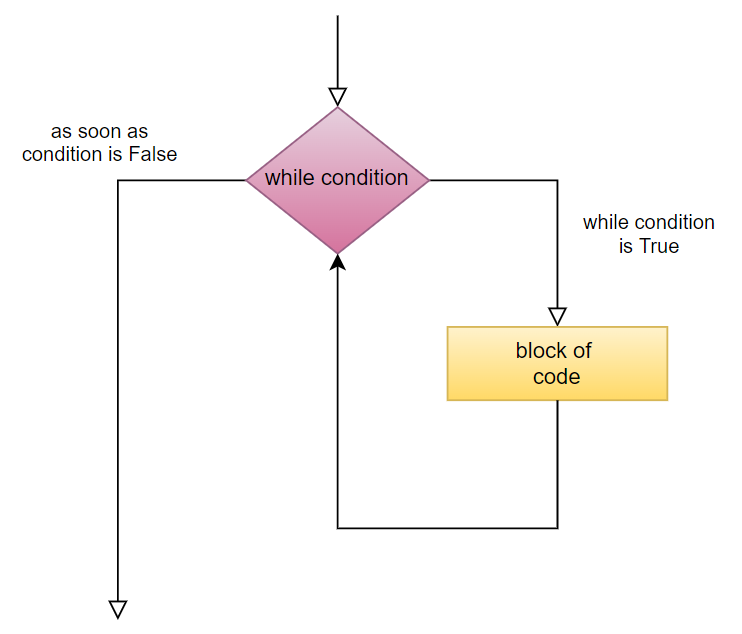 as soon as
condition is False
while condition
while condition
is True
block of
code